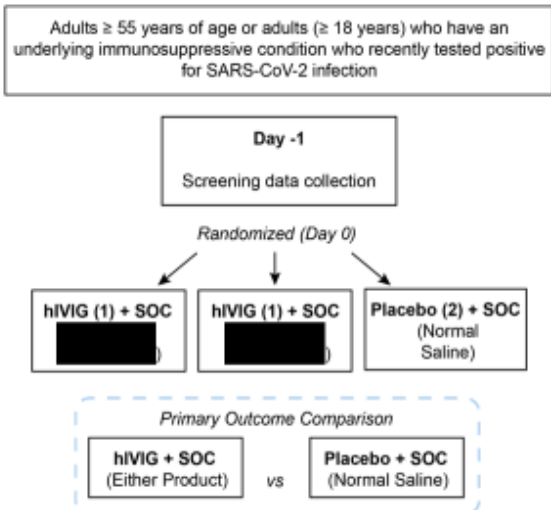 Adults ≥ 55 years of age or adults (≥ 18 years) who have an
underlying immunosuppressive condition who recently tested positive
for SARS-CoV-2 infection
Day -1
Screening data collection
Randomized (Day 0)
hIVIG (1) + SOC
)
hIVIG (1) + SOC
)
Placebo (2) + SOC
(Normal
Saline)
Primary Outcome Comparison
hIVIG + SOC
(Either Product)
vs
Placebo + SOC
(Normal Saline)